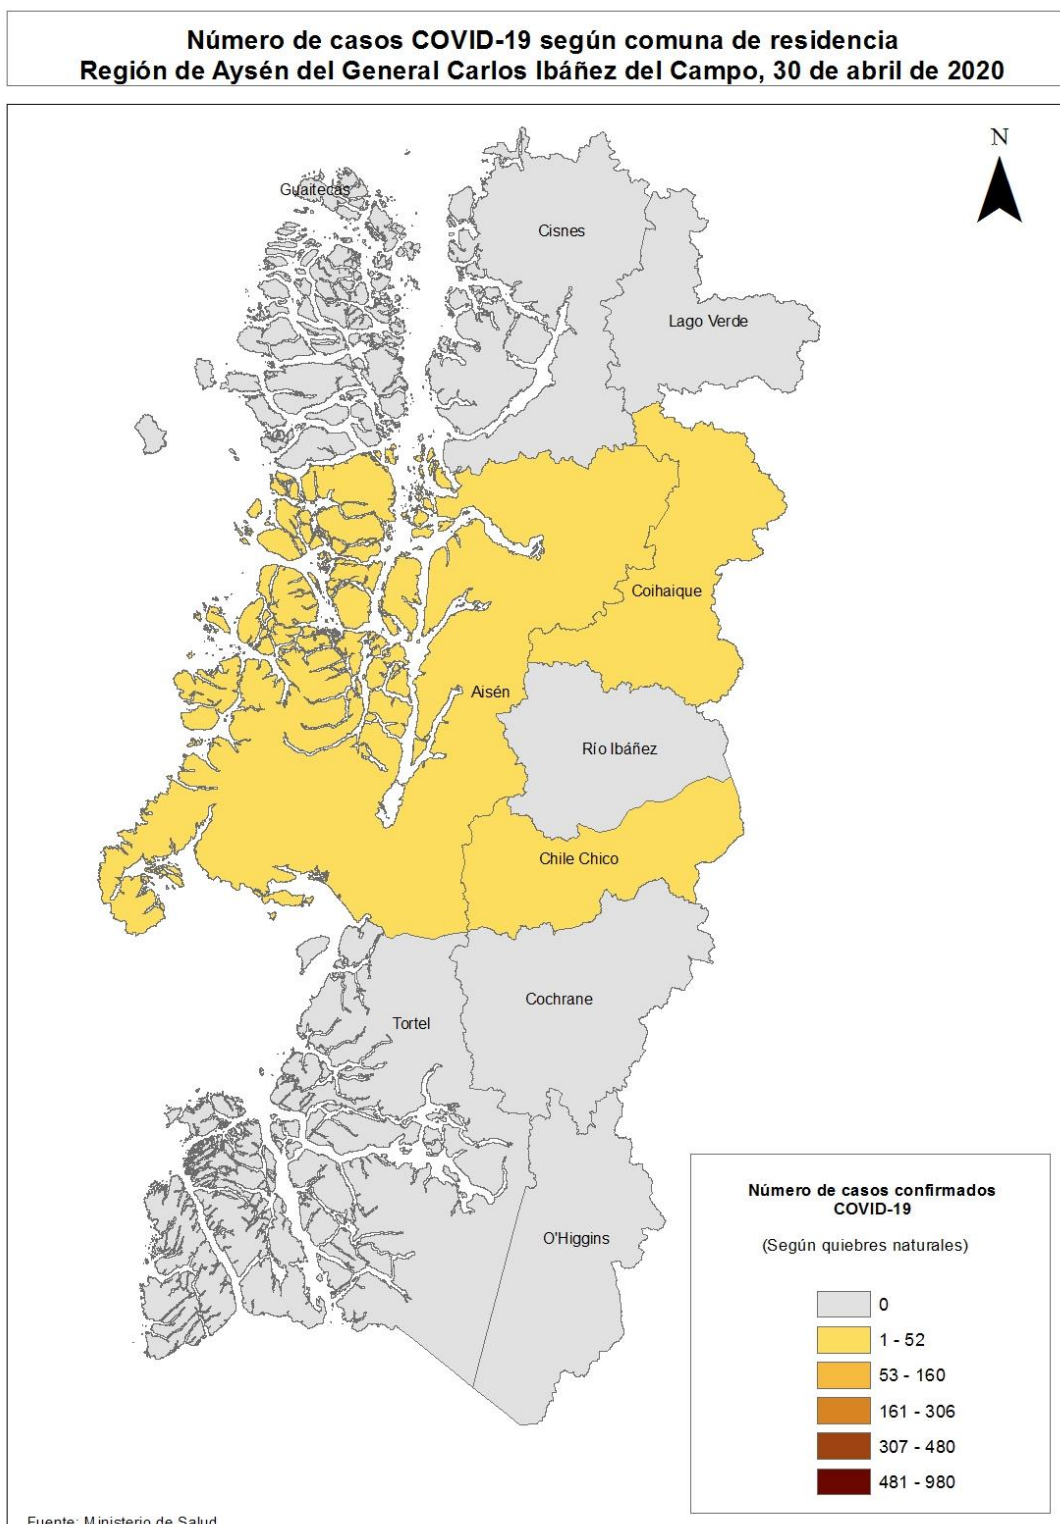 Número de casos COVID-19 según comuna de residencia
Región de Aysén del General Carlos Ibáñez del Campo, 30 de abril de 2020
N
Guaitecas
Cisnes
Lago Verde
Coihaique
Aisén
Río Ibáñez
Chile Chico
Cochrane
Tortel
O'Higgins
Número de casos confirmados
COVID-19
(Según quiebres naturales)
0
1 - 52
53 - 160
161 - 306
307 - 480
481 - 980
Fuente: Ministerio de Salud